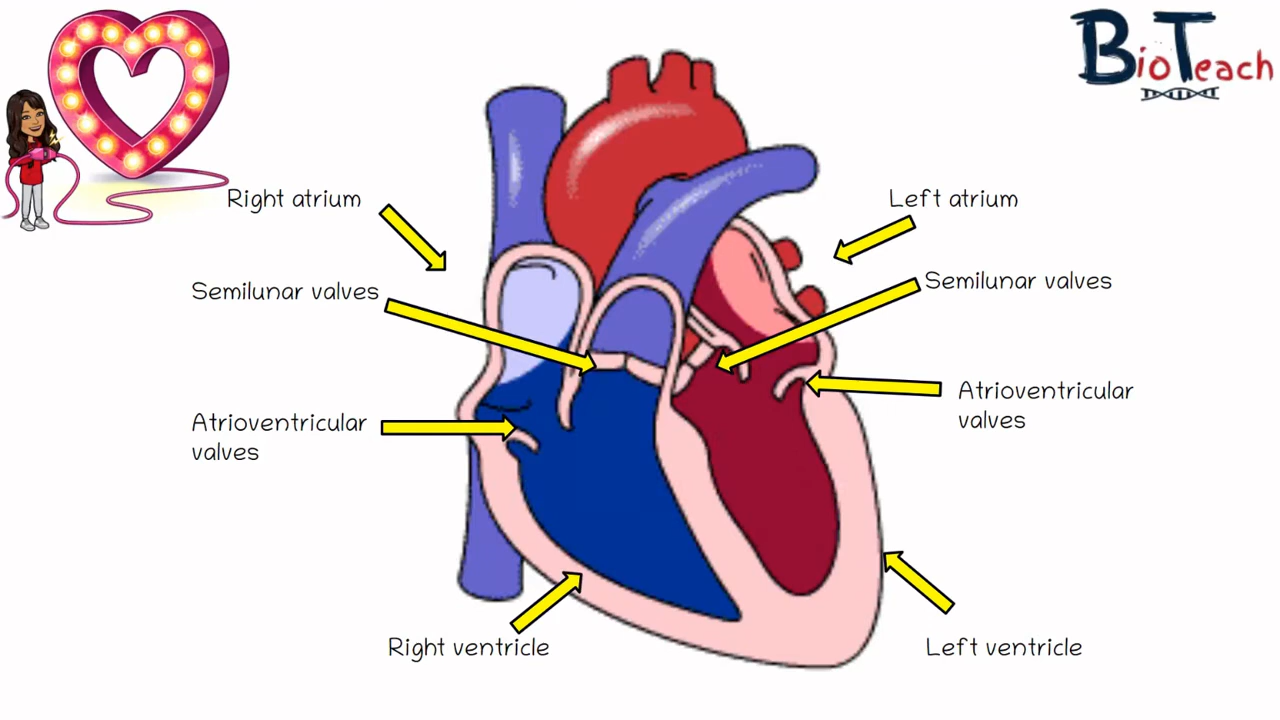 BioTeach
Right atrium
Left atrium
Semilunar valves
Semilunar valves
Atrioventricular
valves
Atrioventricular
valves
Right ventricle
Left ventricle